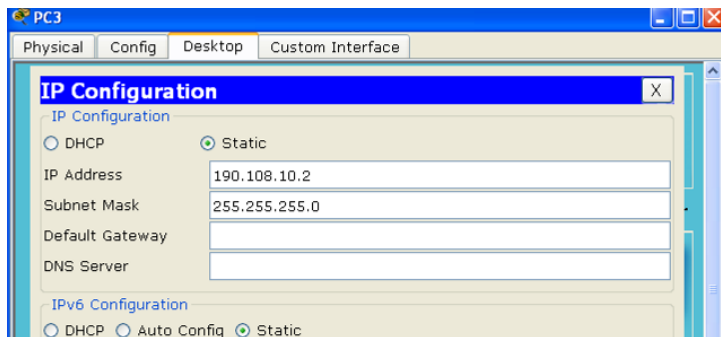 PC3
Physical Config Desktop Custom Interface
IP Configuration X
IP Configuration
DHCP Static
IP Address 190.108.10.2
Subnet Mask 255.255.255.0
Default Gateway
DNS Server
IPv6 Configuration
DHCP Auto Config Static